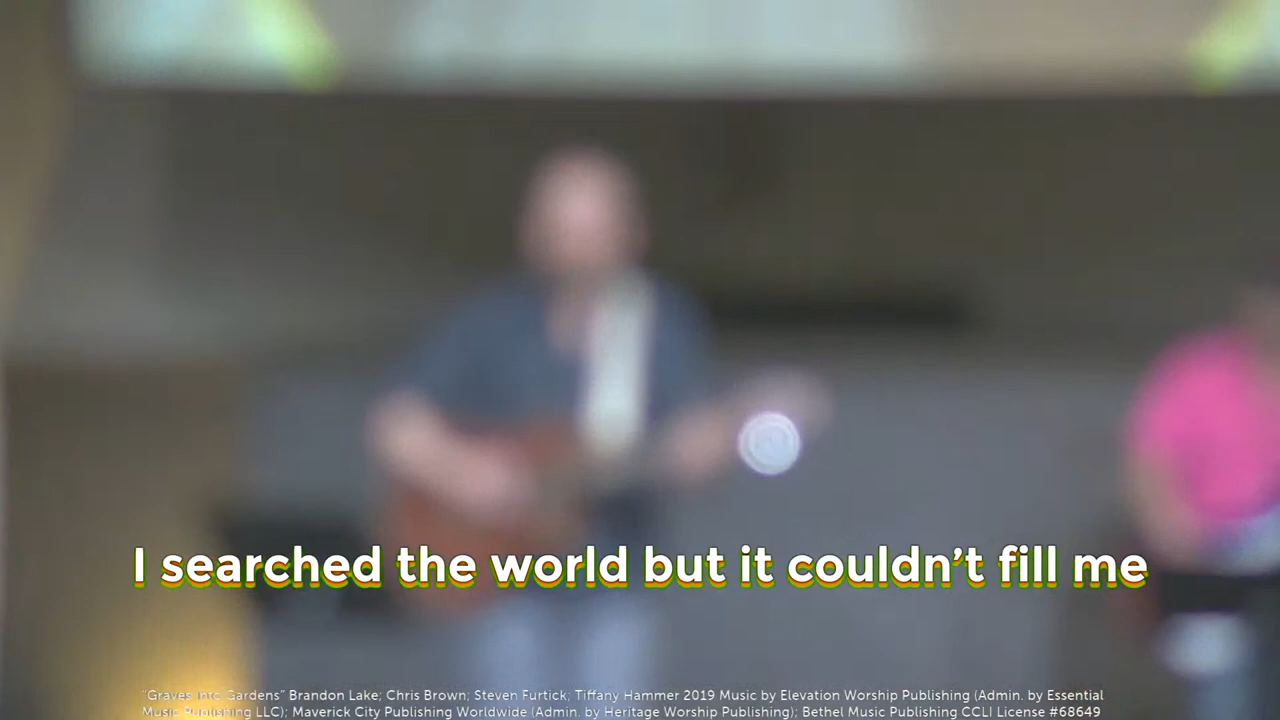 I searched the world but it couldn’t fill me
“Graves Into Gardens” Brandon Lake; Chris Brown; Steven Furtick; Tiffany Hammer 2019 Music by Elevation Worship Publishing (Admin. by Essential
Music Publishing LLC); Maverick City Publishing Worldwide (Admin. by Heritage Worship Publishing); Bethel Music Publishing CCLI License #68649